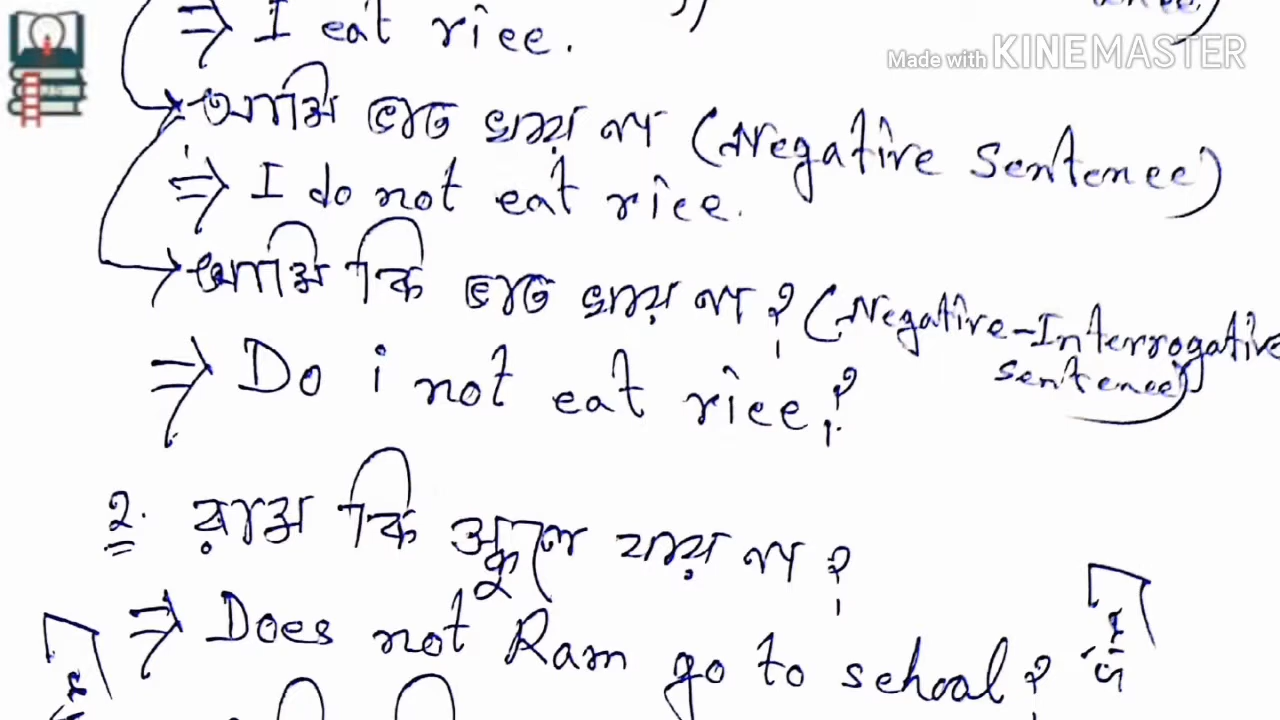 ⇒ I eat rice.
Made with KINEMASTER
আমি ভাত খায় না (Negative Sentence)
⇒ I do not eat rice.
আমি কি ভাত খায় না? (Negative-Interrogative
sentence)
⇒ Do i not eat rice?
২. রাম কি স্কুলে যায় না?
⇒ Does not Ram go to school?